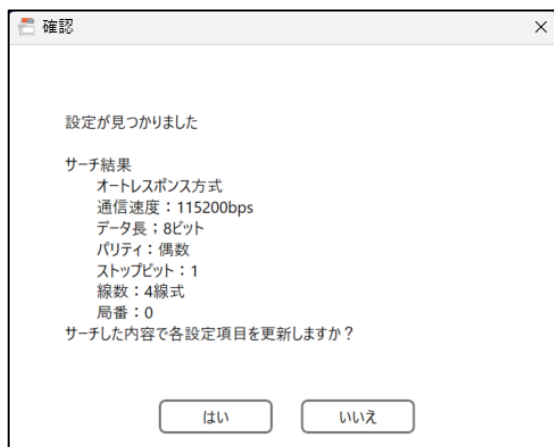 確認
設定が見つかりました
サーチ結果
オートレスポンス方式
通信速度：115200bps
データ長；8ビット
パリティ：偶数
ストップビット：1
線数：4線式
局番：0
サーチした内容で各設定項目を更新しますか？
はい
いいえ